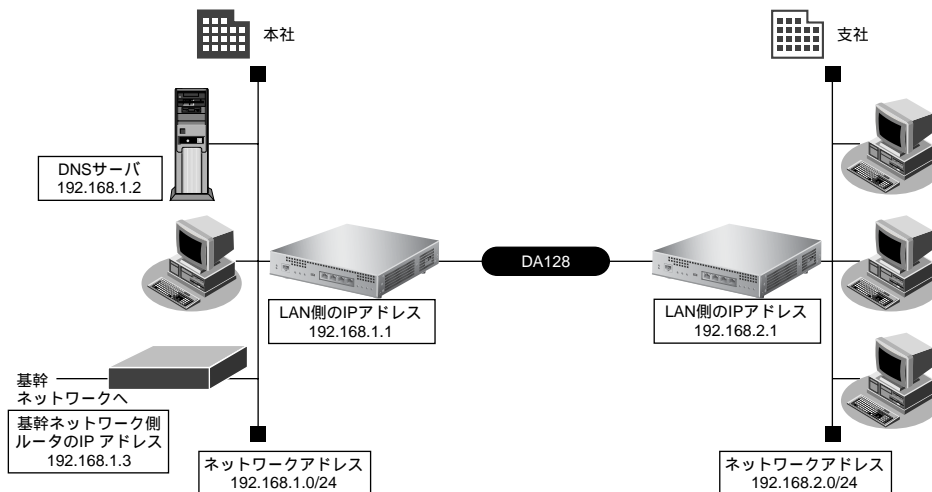 本社
支社
DNSサーバ
192.168.1.2
DA128
LAN側のIPアドレス
192.168.1.1
LAN側のIPアドレス
192.168.2.1
基幹
ネットワークへ
基幹ネットワーク側
ルータのIP アドレス
192.168.1.3
ネットワークアドレス
192.168.1.0/24
ネットワークアドレス
192.168.2.0/24